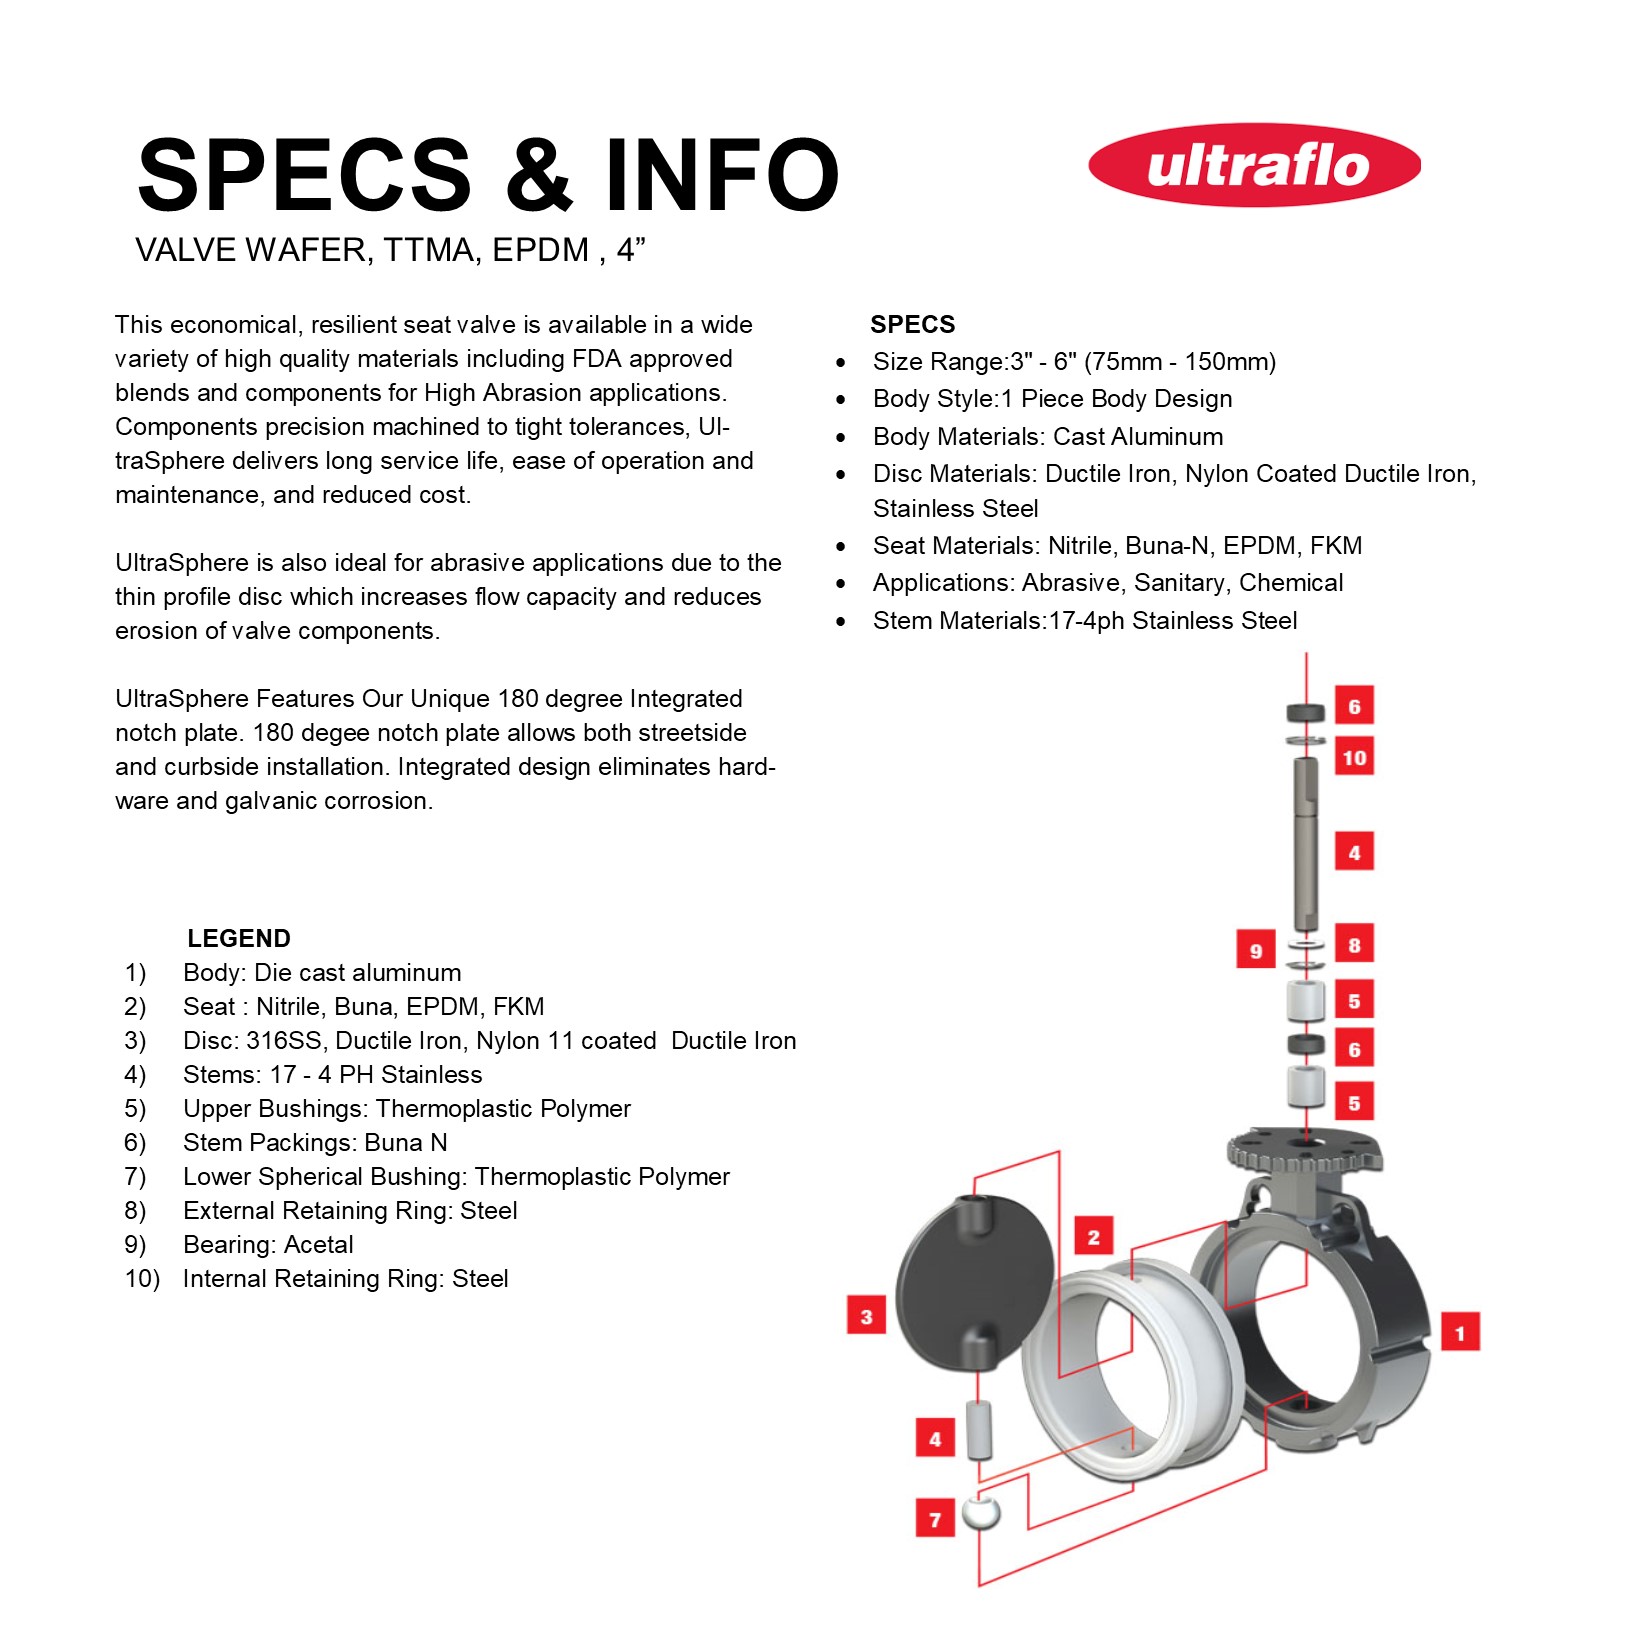 SPECS & INFO
ultraflo
VALVE WAFER, TTMA, EPDM , 4”
This economical, resilient seat valve is available in a wide
variety of high quality materials including FDA approved
blends and components for High Abrasion applications.
Components precision machined to tight tolerances, Ul-
traSphere delivers long service life, ease of operation and
maintenance, and reduced cost.
UltraSphere is also ideal for abrasive applications due to the
thin profile disc which increases flow capacity and reduces
erosion of valve components.
UltraSphere Features Our Unique 180 degree Integrated
notch plate. 180 degee notch plate allows both streetside
and curbside installation. Integrated design eliminates hard-
ware and galvanic corrosion.
SPECS
• Size Range:3" - 6" (75mm - 150mm)
• Body Style:1 Piece Body Design
• Body Materials: Cast Aluminum
• Disc Materials: Ductile Iron, Nylon Coated Ductile Iron,
Stainless Steel
• Seat Materials: Nitrile, Buna-N, EPDM, FKM
• Applications: Abrasive, Sanitary, Chemical
• Stem Materials:17-4ph Stainless Steel
LEGEND
1) Body: Die cast aluminum
2) Seat : Nitrile, Buna, EPDM, FKM
3) Disc: 316SS, Ductile Iron, Nylon 11 coated  Ductile Iron
4) Stems: 17 - 4 PH Stainless
5) Upper Bushings: Thermoplastic Polymer
6) Stem Packings: Buna N
7) Lower Spherical Bushing: Thermoplastic Polymer
8) External Retaining Ring: Steel
9) Bearing: Acetal
10) Internal Retaining Ring: Steel
6
10
4
9
8
5
6
5
2
3
1
4
7